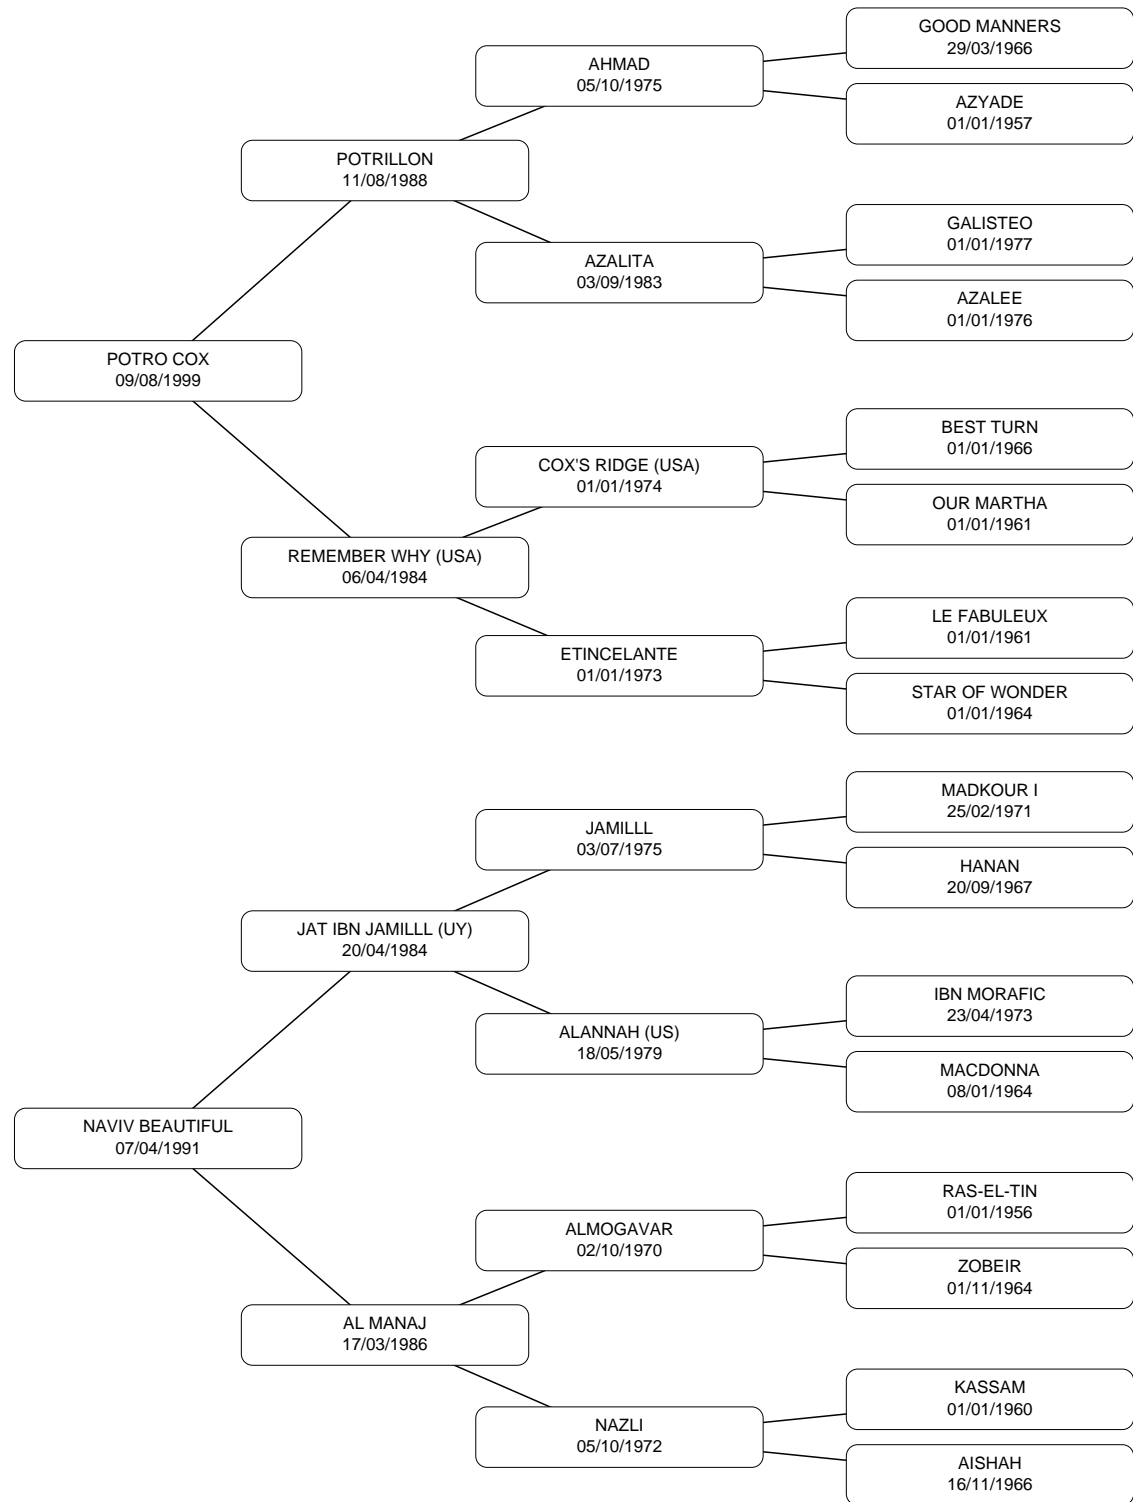 GOOD MANNERS
29/03/1966
AHMAD
05/10/1975
AZYADE
01/01/1957
POTRILLON
11/08/1988
GALISTEO
01/01/1977
AZALITA
03/09/1983
AZALEE
01/01/1976
POTRO COX
09/08/1999
BEST TURN
01/01/1966
COX'S RIDGE (USA)
01/01/1974
OUR MARTHA
01/01/1961
REMEMBER WHY (USA)
06/04/1984
LE FABULEUX
01/01/1961
ETINCELANTE
01/01/1973
STAR OF WONDER
01/01/1964
MADKOUR I
25/02/1971
JAMILLL
03/07/1975
HANAN
20/09/1967
JAT IBN JAMILLL (UY)
20/04/1984
IBN MORAFIC
23/04/1973
ALANNAH (US)
18/05/1979
MACDONNA
08/01/1964
NAVIV BEAUTIFUL
07/04/1991
RAS-EL-TIN
01/01/1956
ALMOGAVAR
02/10/1970
ZOBEIR
01/11/1964
AL MANAJ
17/03/1986
KASSAM
01/01/1960
NAZLI
05/10/1972
AISHAH
16/11/1966